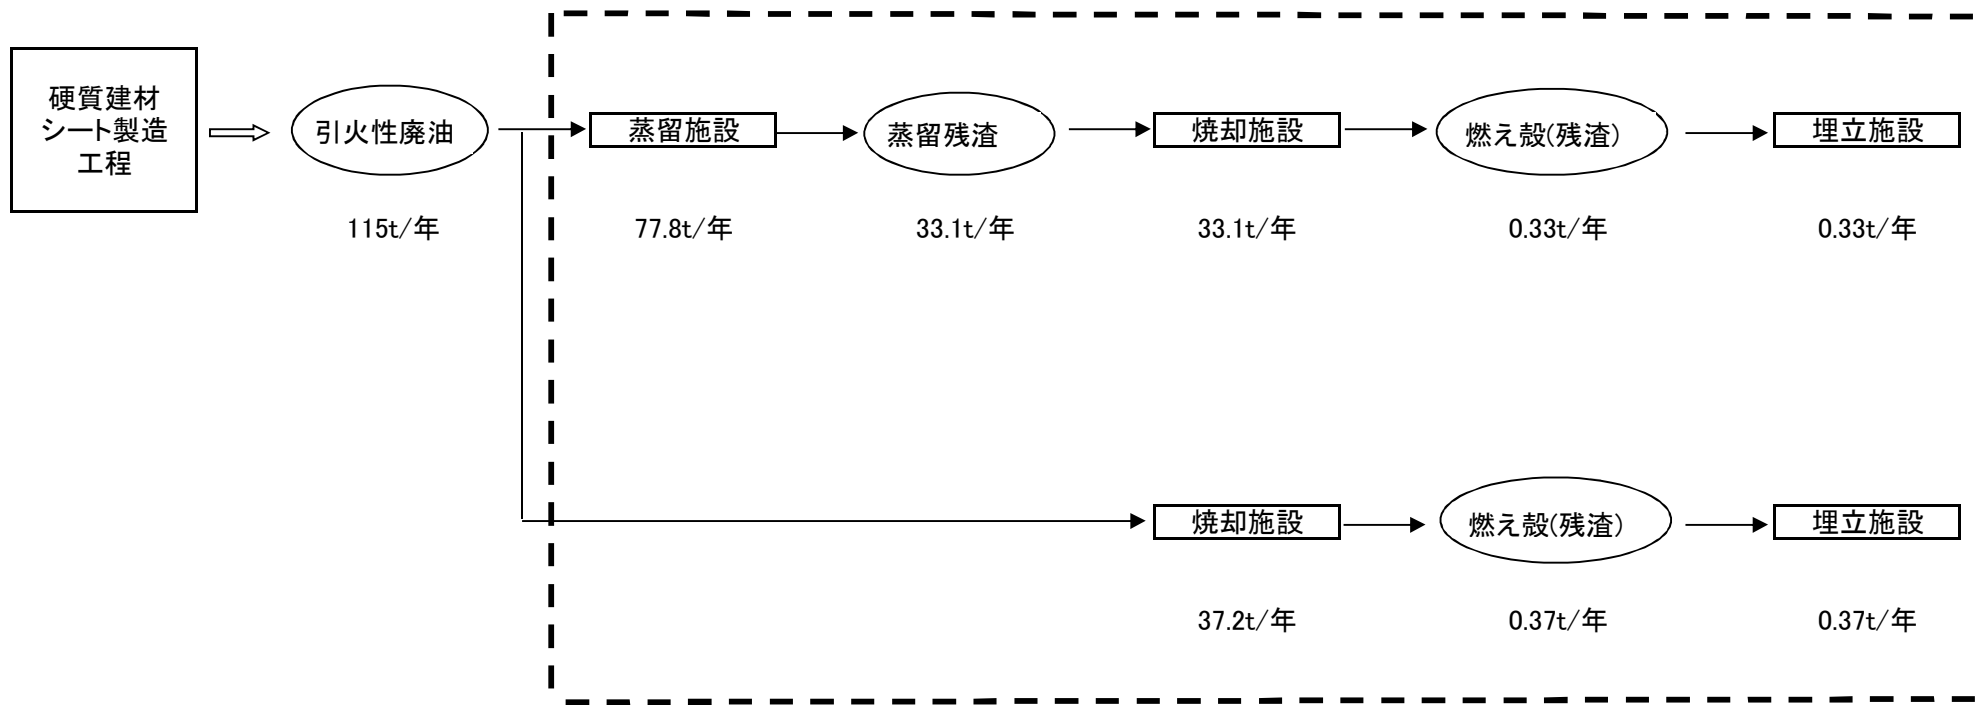 硬質建材
シート製造
工程
引火性廃油
蒸留施設
蒸留残渣
焼却施設
燃え殻(残渣)
埋立施設
115t/年
77.8t/年
33.1t/年
33.1t/年
0.33t/年
0.33t/年
焼却施設
燃え殻(残渣)
埋立施設
37.2t/年
0.37t/年
0.37t/年